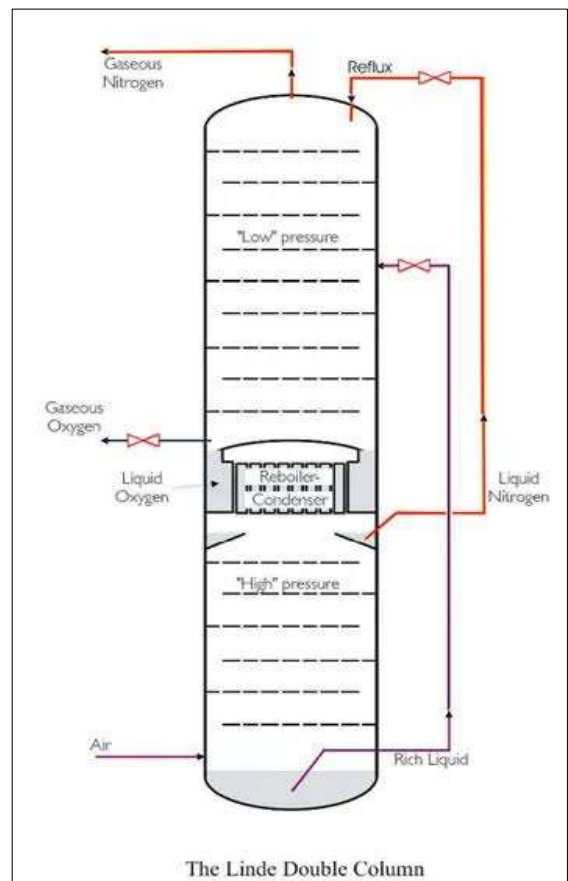 Gaseous
Nitrogen
Reflux
"Low" pressure
Gaseous
Oxygen
Liquid
Oxygen
Reboiler-
Condenser
Liquid
Nitrogen
"High" pressure
Air
Rich Liquid
The Linde Double Column